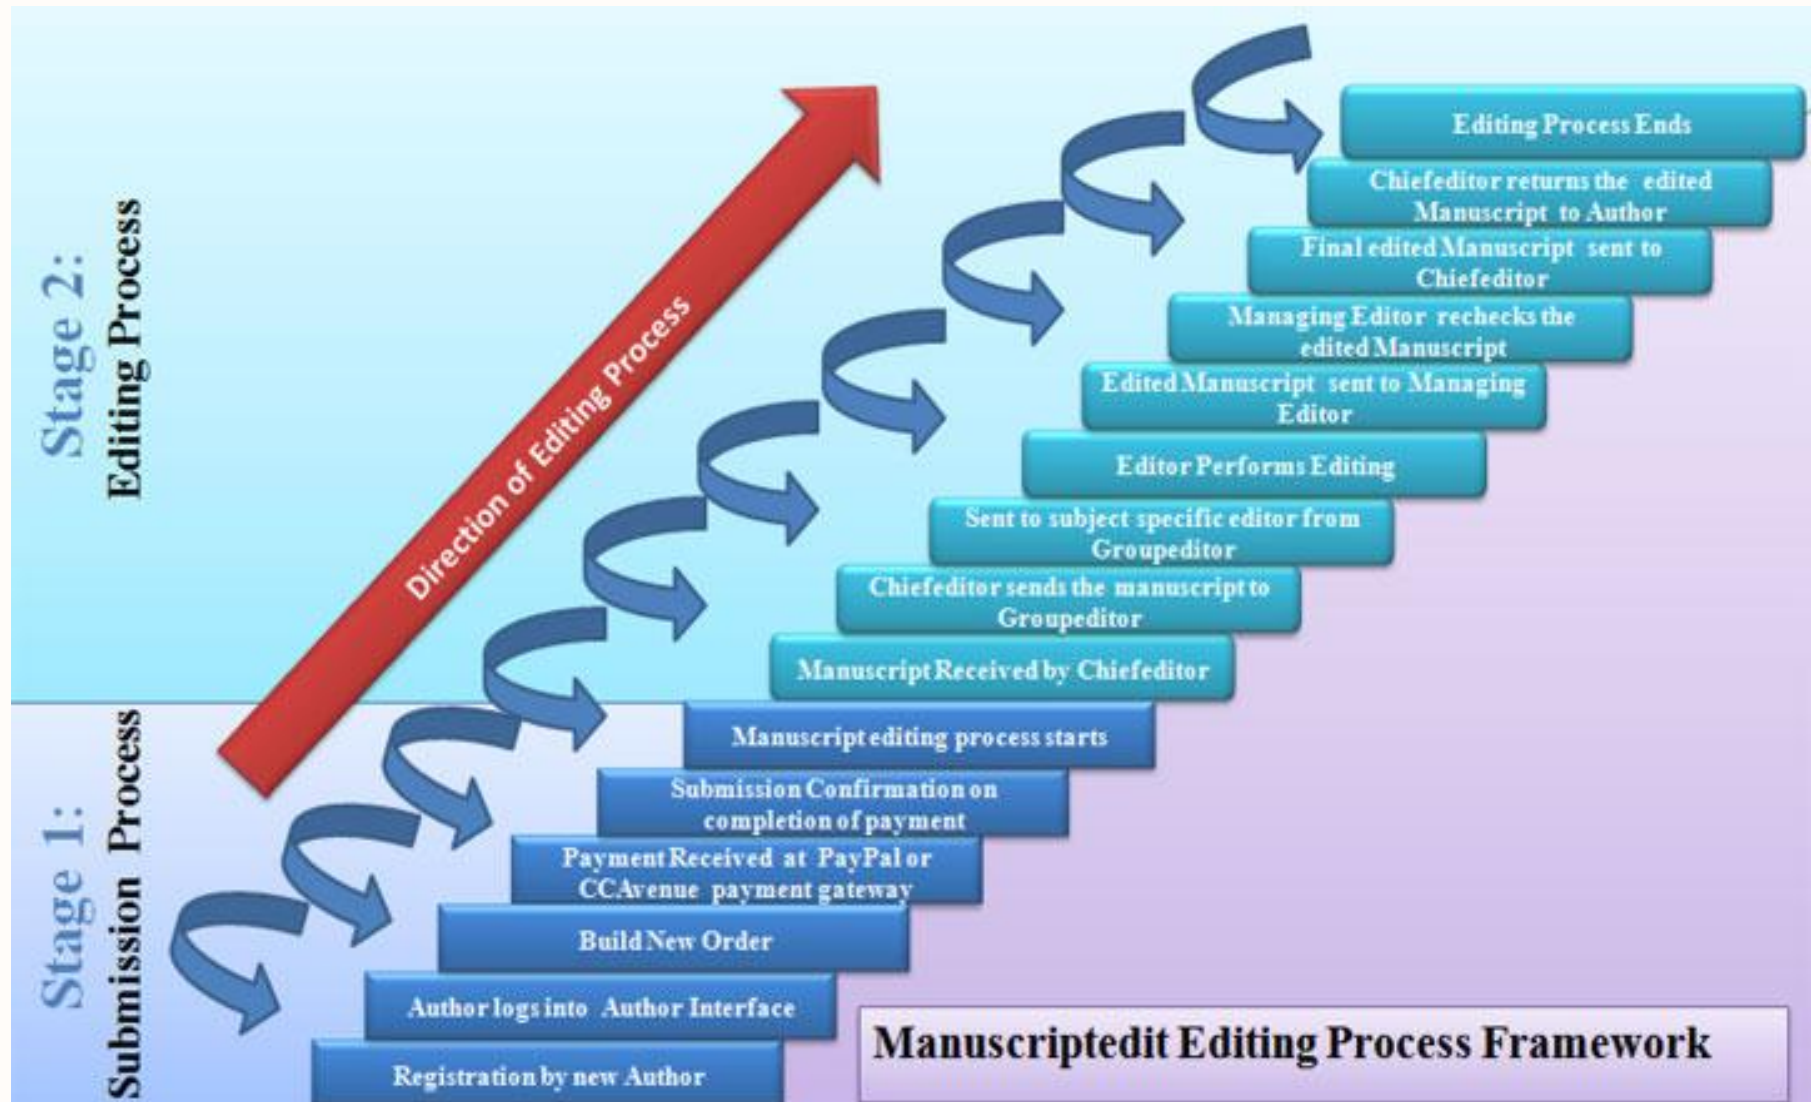 Stage 2:
Editing Process
Stage 1:
Submission Process
Direction of Editing Process
Editing Process Ends
Chiefeditor returns the edited
Manuscript to Author
Final edited Manuscript sent to
Chiefeditor
Managing Editor rechecks the
edited Manuscript
Edited Manuscript sent to Managing
Editor
Editor Performs Editing
Sent to subject specific editor from
Groupeditor
Chiefeditor sends the manuscript to
Groupeditor
Manuscript Received by Chiefeditor
Manuscript editing process starts
Submission Confirmation on
completion of payment
Payment Received at PayPal or
CCAvenue payment gateway
Build New Order
Author logs into Author Interface
Registration by new Author
Manuscriptedit Editing Process Framework